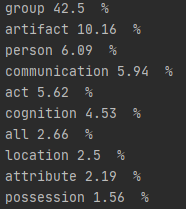 group 42.5  %
artifact 10.16  %
person 6.09  %
communication 5.94  %
act 5.62  %
cognition 4.53  %
all 2.66  %
location 2.5  %
attribute 2.19  %
possession 1.56  %